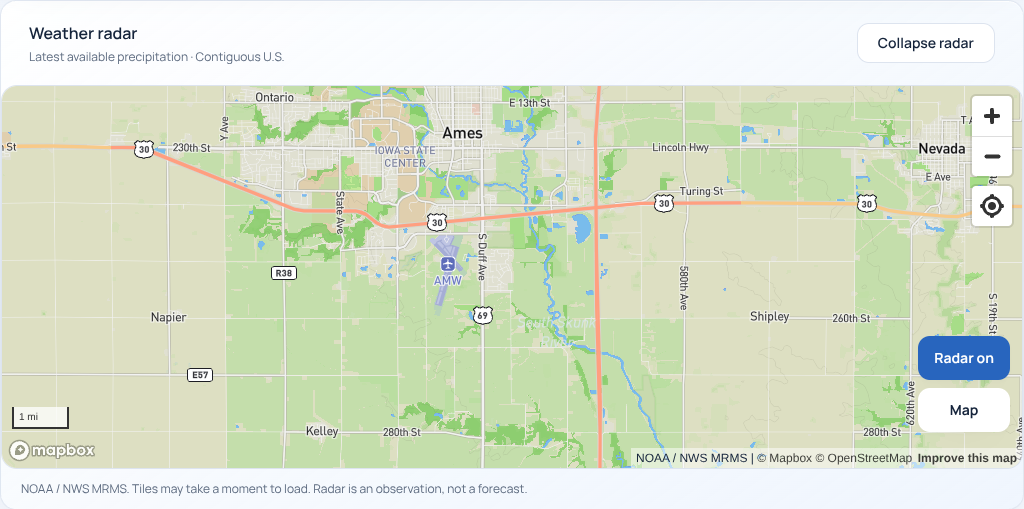 Weather radar
Latest available precipitation · Contiguous U.S.
Collapse radar
Ontario
E 13th St
Y Ave
Ames
n St
30
230th St
IOWA STATE
CENTER
Lincoln Hwy
Nevada
E Ave
Turing St
State Ave
30
30
30
S Duff Ave
R38
AMW
580th Ave
S 19th St
69
Napier
Shipley
260th St
Radar on
E57
620th Ave
Map
1 mi
Kelley
280th St
280th St
mapbox
NOAA / NWS MRMS | © Mapbox © OpenStreetMap Improve this map
NOAA / NWS MRMS. Tiles may take a moment to load. Radar is an observation, not a forecast.